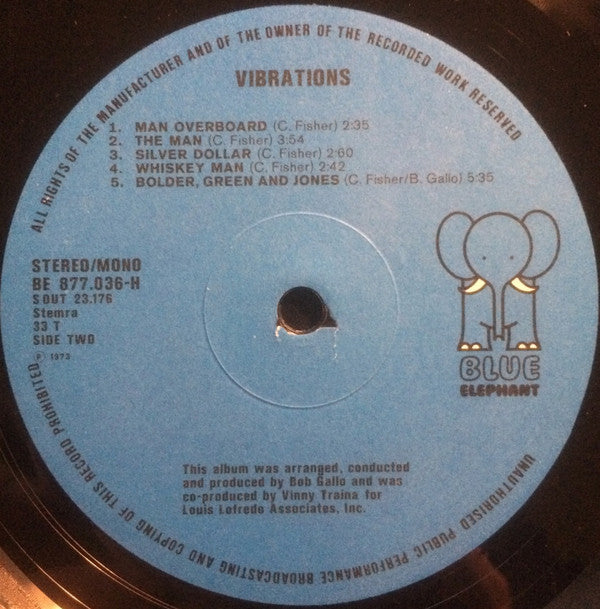 ALL RIGHTS OF THE MANUFACTURER AND OF THE OWNER OF THE RECORDED WORK RESERVED
VIBRATIONS
1. MAN OVERBOARD (C. Fisher) 2:35
2. THE MAN (C. Fisher) 3:54
3. SILVER DOLLAR (C. Fisher) 2:60
4. WHISKEY MAN (C. Fisher) 2:42
5. BOLDER, GREEN AND JONES (C. Fisher/B. Gallo) 5:35
STEREO/MONO
BE 877.036-H
SOUT 23.176
Stemra
33 T
SIDE TWO
℗ 1973
BLUE
ELEPHANT
This album was arranged, conducted
and produced by Bob Gallo and was
co-produced by Vinny Traina for
Louis Lofredo Associates, Inc.
UNAUTHORISED PUBLIC PERFORMANCE BROADCASTING AND COPYING OF THIS RECORD PROHIBITED